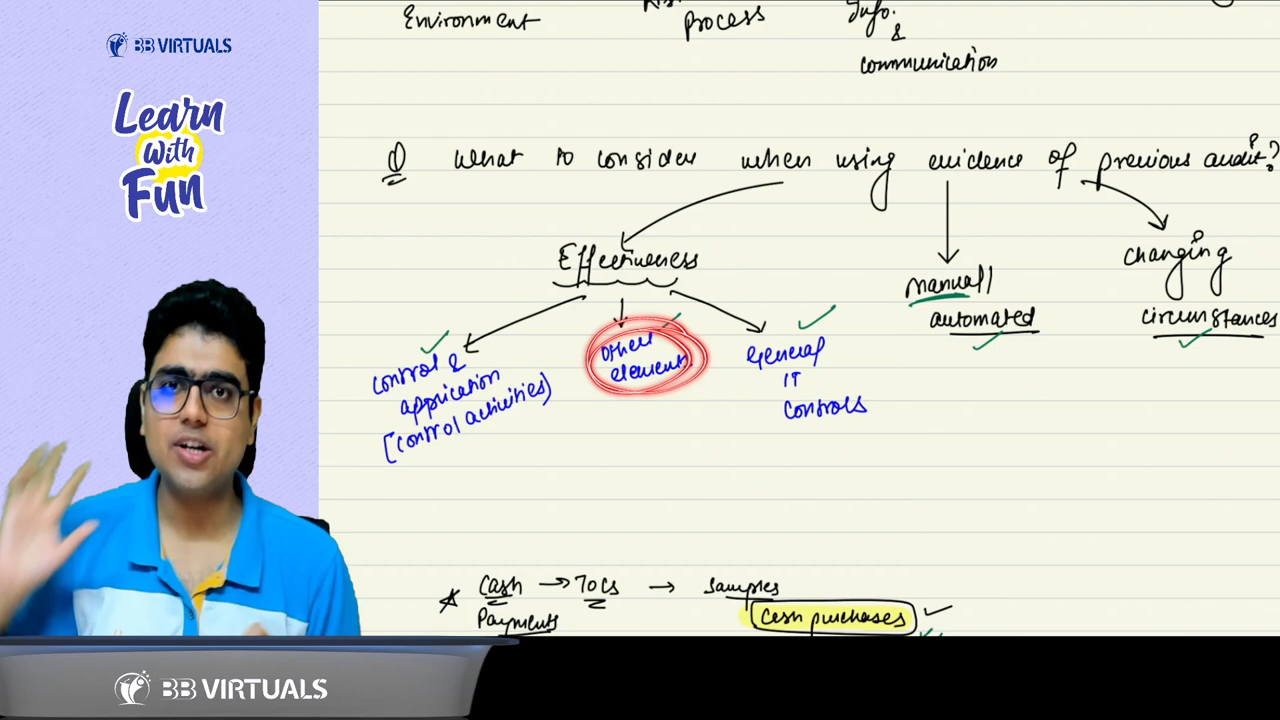 BB VIRTUALS
Learn
With
Fun
Environment
Process
Info.
&
communication
Q What to consider when using evidence of previous audit?
Effectiveness
manual/
automated
changing
circumstances
control &
application
[control activities)
Other
element
General
IT
Controls
Cash → TOCs → Samples
Payments
Cash purchases
BB VIRTUALS